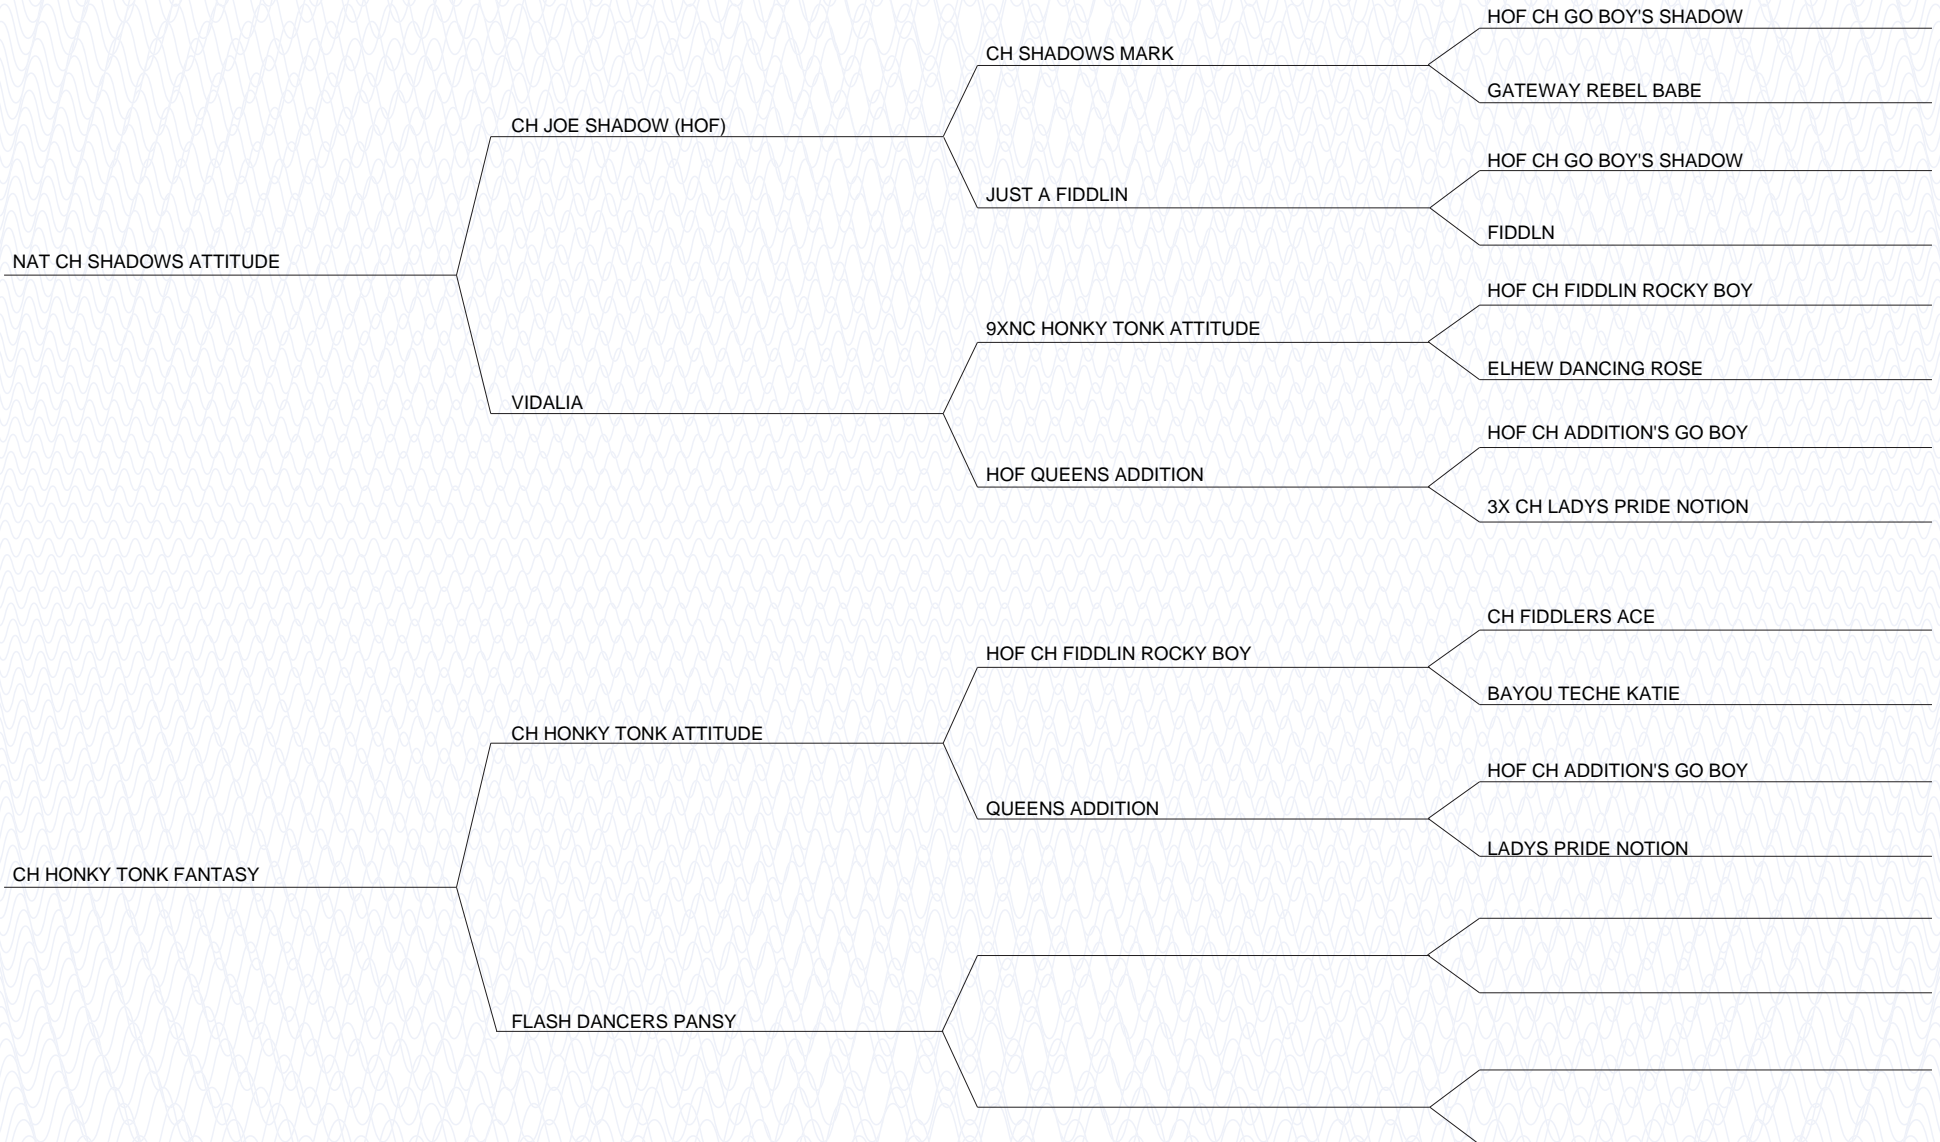 HOF CH GO BOY'S SHADOW
CH SHADOWS MARK
GATEWAY REBEL BABE
CH JOE SHADOW (HOF)
HOF CH GO BOY'S SHADOW
JUST A FIDDLIN
FIDDLN
NAT CH SHADOWS ATTITUDE
HOF CH FIDDLIN ROCKY BOY
9XNC HONKY TONK ATTITUDE
ELHEW DANCING ROSE
VIDALIA
HOF CH ADDITION'S GO BOY
HOF QUEENS ADDITION
3X CH LADYS PRIDE NOTION
CH FIDDLERS ACE
HOF CH FIDDLIN ROCKY BOY
BAYOU TECHE KATIE
CH HONKY TONK ATTITUDE
HOF CH ADDITION'S GO BOY
QUEENS ADDITION
LADYS PRIDE NOTION
CH HONKY TONK FANTASY
FLASH DANCERS PANSY